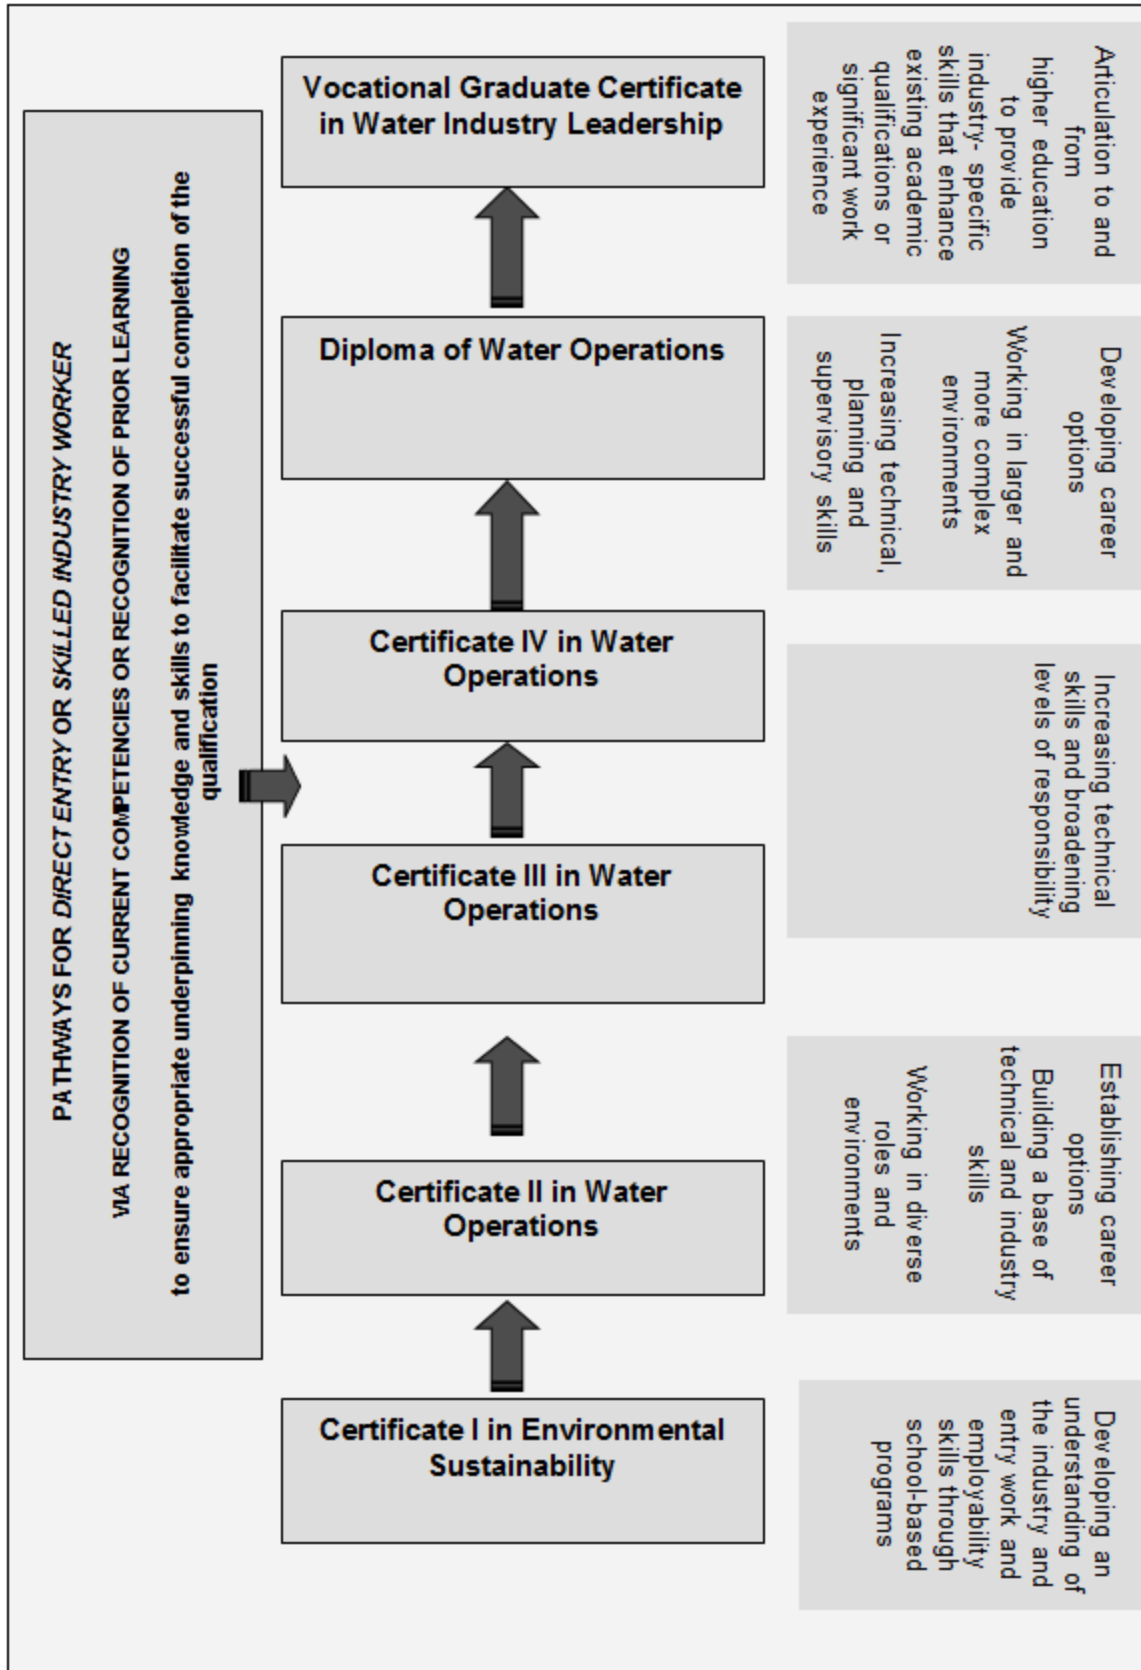 PATHWAYS FOR DIRECT ENTRY OR SKILLED INDUSTRY WORKER
VIA RECOGNITION OF CURRENT COMPETENCIES OR RECOGNITION OF PRIOR LEARNING
to ensure appropriate underpinning knowledge and skills to facilitate successful completion of the
qualification
Vocational Graduate Certificate
in Water Industry Leadership
Articulation to and
from
higher education
to provide
industry- specific
skills that enhance
existing academic
qualifications or
significant work
experience
Diploma of Water Operations
Developing career
options
Working in larger and
more complex
environments
Increasing technical,
planning and
supervisory skills
Certificate IV in Water
Operations
Certificate III in Water
Operations
Increasing technical
skills and broadening
levels of responsibility
Certificate II in Water
Operations
Establishing career
options
Building a base of
technical and industry
skills
Working in diverse
roles and
environments
Certificate I in Environmental
Sustainability
Developing an
understanding of
the industry and
entry work and
employability
skills through
school-based
programs